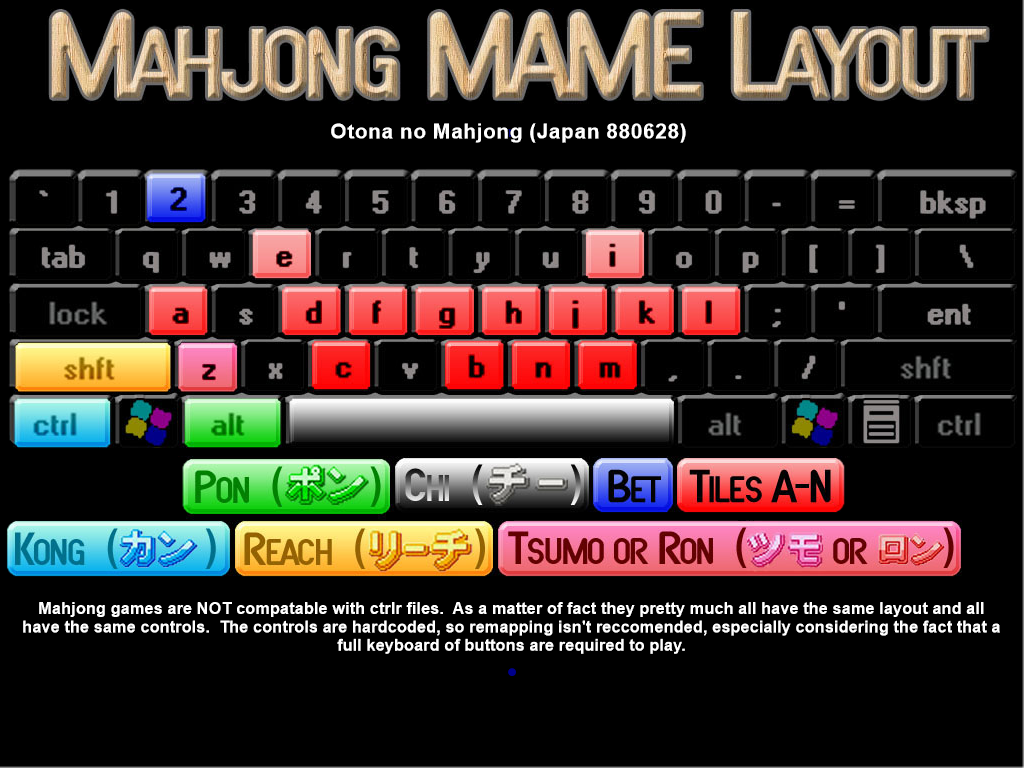 MAHJONG MAME LAYOUT
Otona no Mahjong (Japan 880628)
` 1 2 3 4 5 6 7 8 9 0 - = bksp
tab q w e r t y u i o p [ ] \
lock a s d f g h j k l ; ' ent
shft z x c v b n m , . / shft
ctrl alt alt ctrl
PON (ポン) CHI (チー) BET TILES A-N
KONG (カン) REACH (リーチ) TSUMO OR RON (ツモ OR ロン)
Mahjong games are NOT compatable with ctrlr files. As a matter of fact they pretty much all have the same layout and all
have the same controls. The controls are hardcoded, so remapping isn't reccomended, especially considering the fact that a
full keyboard of buttons are required to play.